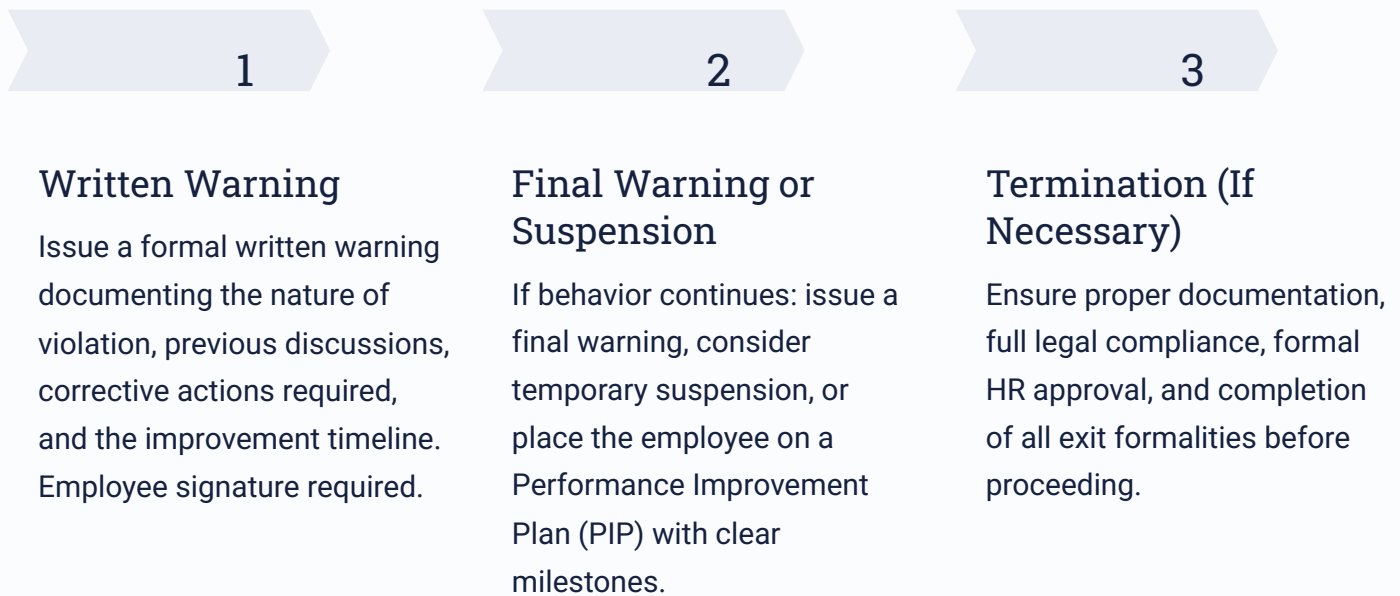 1
Written Warning
Issue a formal written warning
documenting the nature of
violation, previous discussions,
corrective actions required,
and the improvement timeline.
Employee signature required.
2
Final Warning or
Suspension
If behavior continues: issue a
final warning, consider
temporary suspension, or
place the employee on a
Performance Improvement
Plan (PIP) with clear
milestones.
3
Termination (If
Necessary)
Ensure proper documentation,
full legal compliance, formal
HR approval, and completion
of all exit formalities before
proceeding.